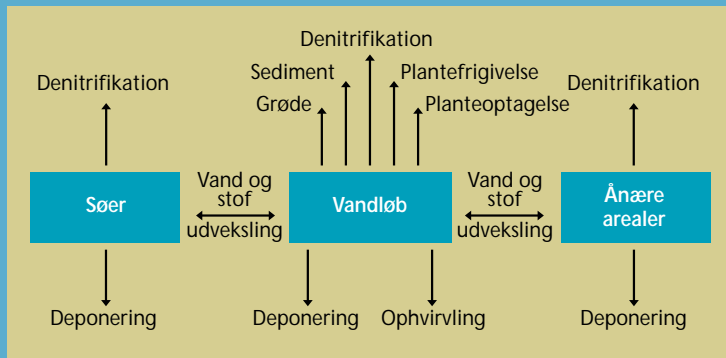 Denitrifikation
Sediment
Plantefrigivelse
Denitrifikation
Denitrifikation
Grøde
Planteoptagelse
Søer
Vand og
stof
udveksling
Vandløb
Vand og
stof
udveksling
Ånære
arealer
Deponering
Deponering
Ophvirvling
Deponering